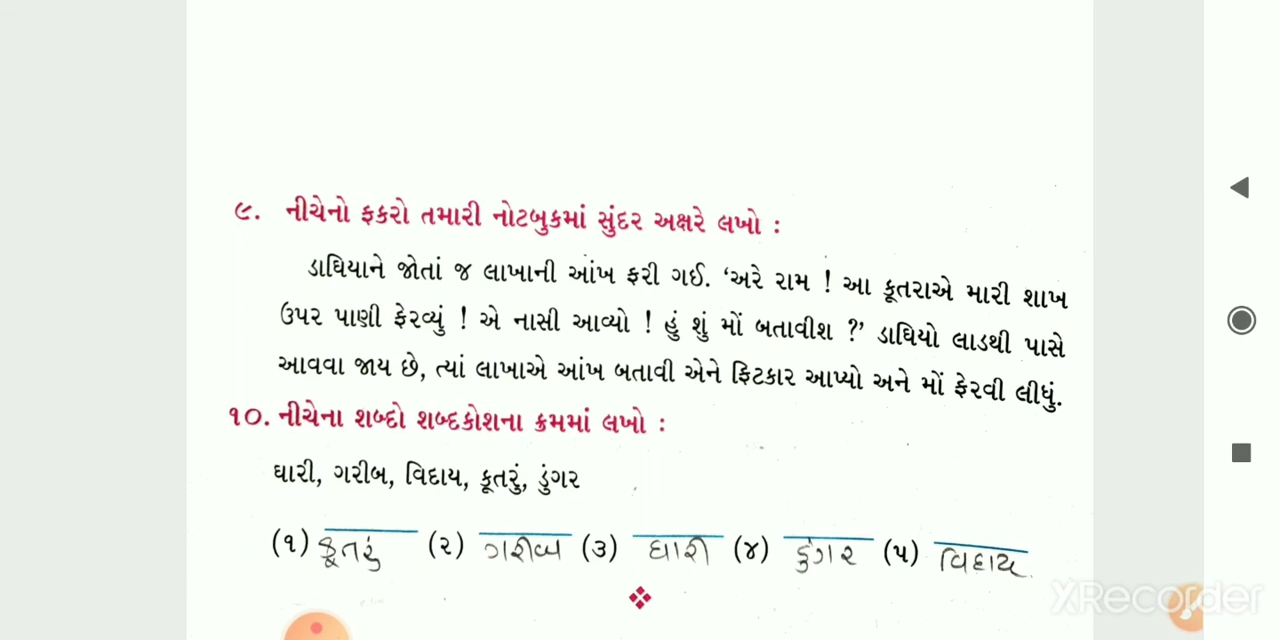 ૯. નીચેનો ફકરો તમારી નોટબુકમાં સુંદર અક્ષરે લખો :
ડાઘિયાને જોતાં જ લાખાની આંખ ફરી ગઈ. ‘અરે રામ ! આ કૂતરાએ મારી શાખ
ઉપર પાણી ફેરવ્યું ! એ નાસી આવ્યો ! હું શું મોં બતાવીશ ?’ ડાઘિયો લાડથી પાસે
આવવા જાય છે, ત્યાં લાખાએ આંખ બતાવી એને ફિટકાર આપ્યો અને મોં ફેરવી લીધું.
૧૦. નીચેના શબ્દો શબ્દકોશના ક્રમમાં લખો :
ઘારી, ગરીબ, વિદાય, કૂતરું, ડુંગર
(૧) કૂતરું (૨) ગરીબ (૩) ઘારી (૪) ડુંગર (૫) વિદાય
XRecorder